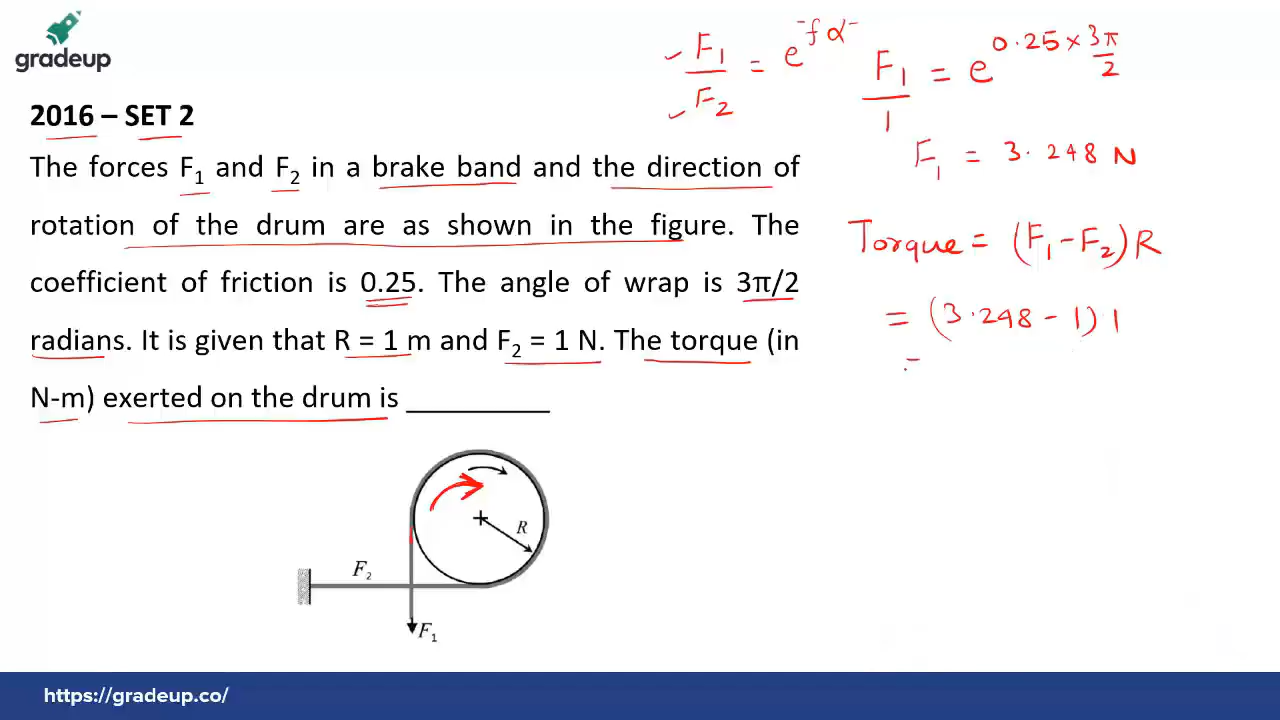 gradeup
2016 – SET 2
The forces F₁ and F₂ in a brake band and the direction of
rotation of the drum are as shown in the figure. The
coefficient of friction is 0.25. The angle of wrap is 3π/2
radians. It is given that R = 1 m and F₂ = 1 N. The torque (in
N-m) exerted on the drum is __________
R
F₂
F₁
F₁/F₂ = e^fα
F₁/1 = e^0.25×3π/2
F₁ = 3.248 N
Torque = (F₁-F₂)R
= (3.248 - 1) 1
=
https://gradeup.co/